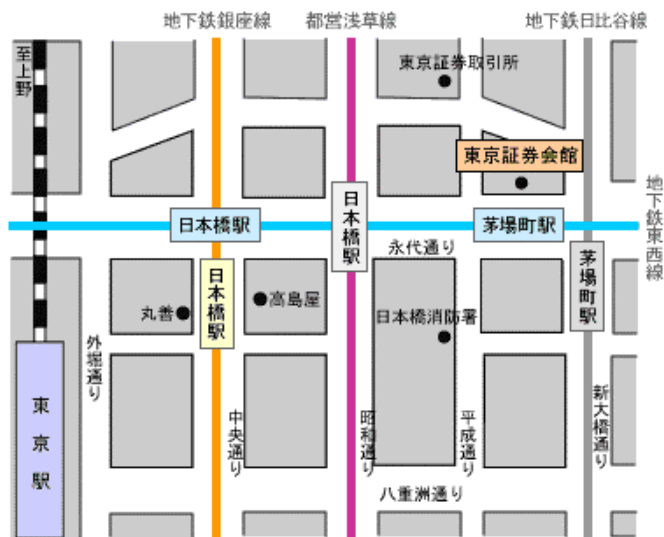 地下鉄銀座線
都営浅草線
地下鉄日比谷線
至上野
東京証券取引所
東京証券会館
地下鉄東西線
日本橋駅
日本橋駅
茅場町駅
永代通り
日本橋駅
茅場町駅
丸善
高島屋
日本橋消防署
外堀通り
東京駅
中央通り
昭和通り
平成通り
新大橋通り
八重洲通り